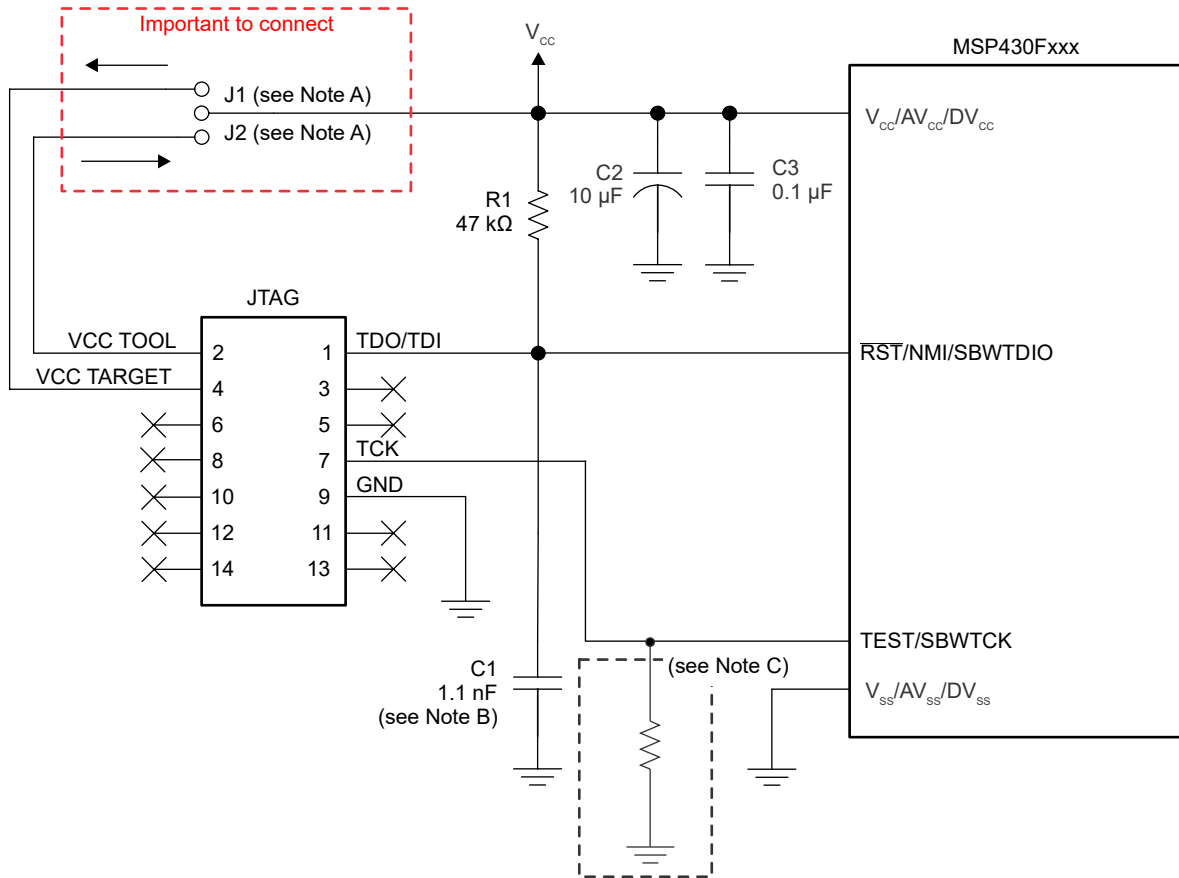 Important to connect
J1 (see Note A)
J2 (see Note A)
VCC
MSP430Fxxx
VCC/AVCC/DVCC
C2
10 µF
C3
0.1 µF
R1
47 kΩ
JTAG
VCC TOOL
2
1
TDO/TDI
RST/NMI/SBWTDIO
VCC TARGET
4
3
6
5
8
7
TCK
10
9
GND
12
11
14
13
TEST/SBWTCK
(see Note C)
C1
1.1 nF
(see Note B)
VSS/AVSS/DVSS